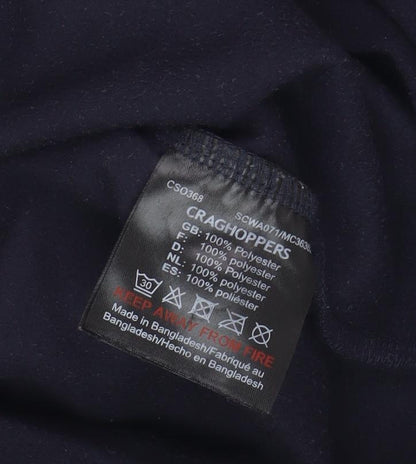 CSO368 SCWA071/MC363
CRAGHOPPERS
GB: 100% Polyester
F: 100% polyester
D: 100% Polyester
NL: 100% Polyester
ES: 100% poliéster
30
KEEP AWAY FROM FIRE
Made in Bangladesh/Fabriqué au
Bangladesh/Hecho en Bangladesh